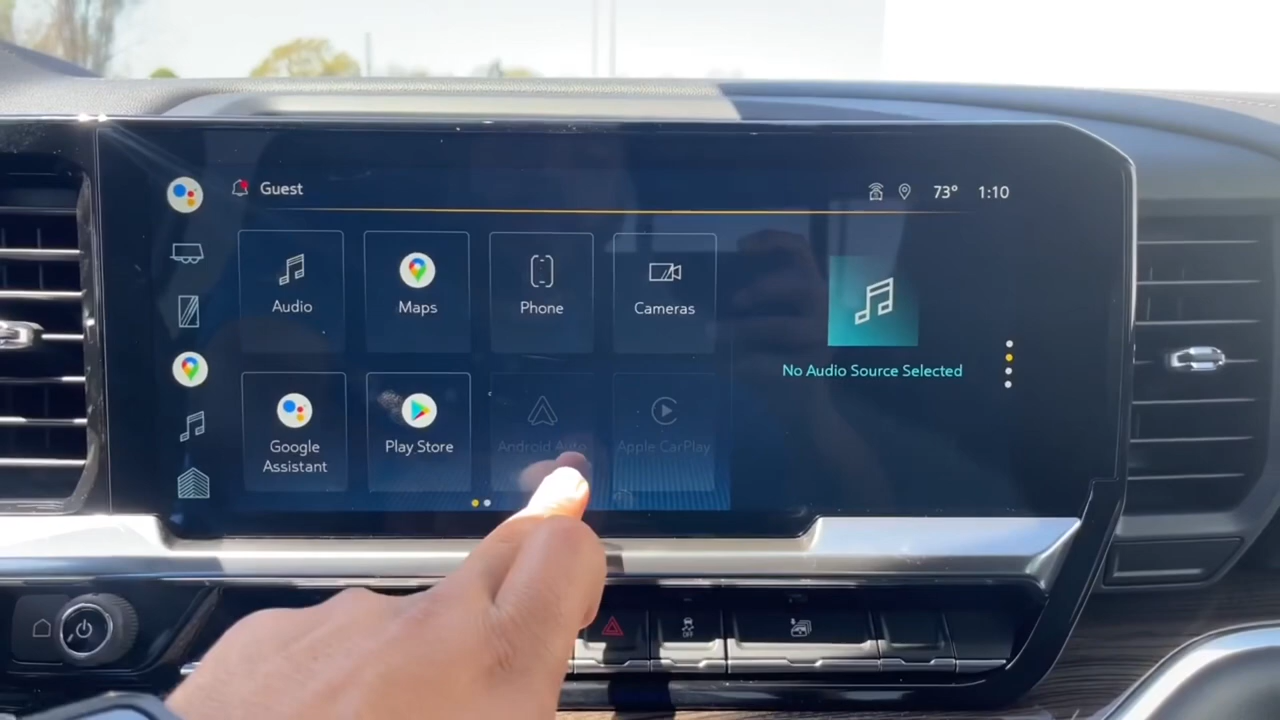 Guest
73° 1:10
Audio
Maps
Phone
Cameras
Google
Assistant
Play Store
Android Auto
Apple CarPlay
No Audio Source Selected
OFF